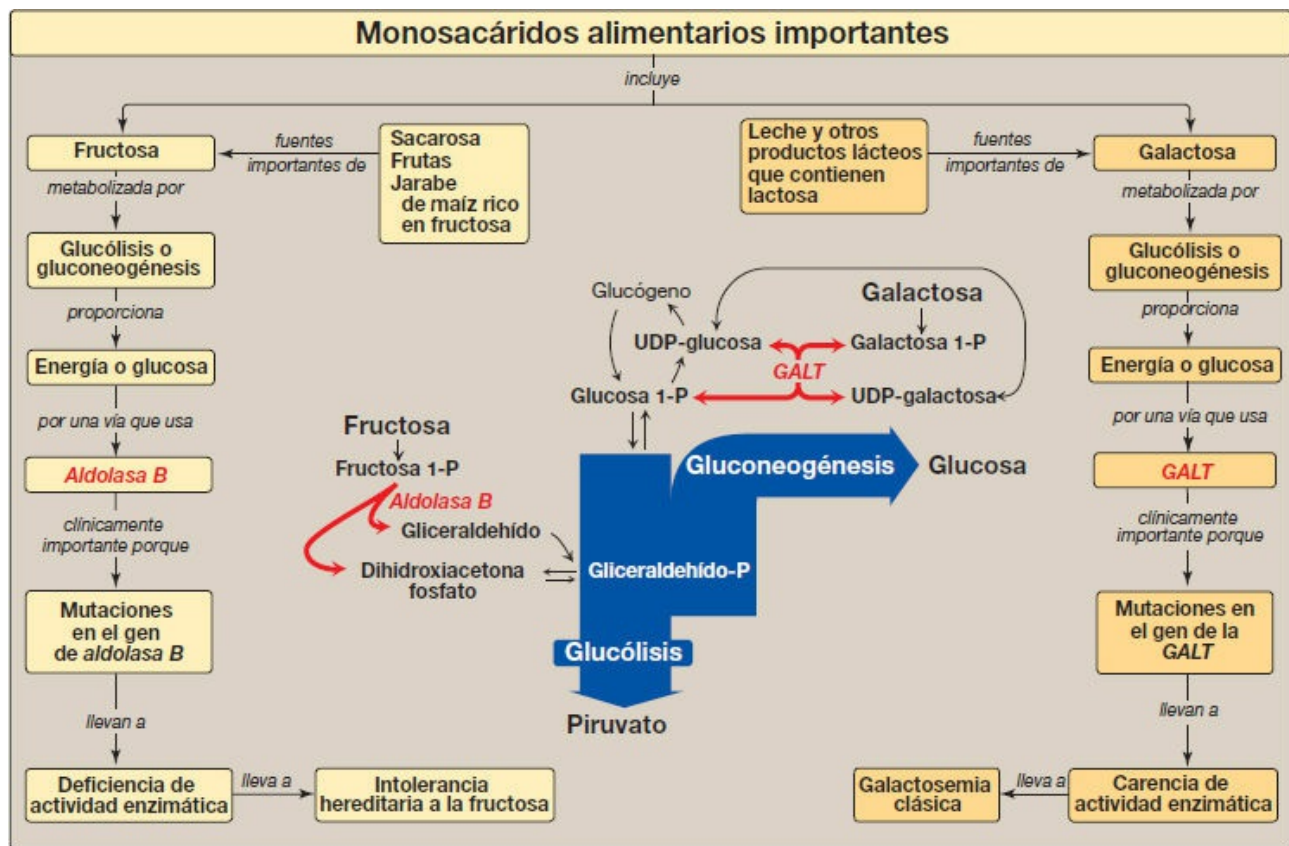 Monosacáridos alimentarios importantes
incluye
Fructosa
fuentes
importantes de
Sacarosa
Frutas
Jarabe
de maíz rico
en fructosa
metabolizada por
Glucólisis o
gluconeogénesis
proporciona
Energía o glucosa
por una vía que usa
Aldolasa B
clínicamente
importante porque
Mutaciones
en el gen
de aldolasa B
llevan a
Deficiencia de
actividad enzimática
lleva a
Intolerancia
hereditaria a la fructosa
Fructosa
Fructosa 1-P
Aldolasa B
Gliceraldehído
Dihidroxiacetona
fosfato
Glucógeno
UDP-glucosa
Glucosa 1-P
GALT
Galactosa
Galactosa 1-P
UDP-galactosa
Gluconeogénesis
Glucosa
Gliceraldehído-P
Glucólisis
Piruvato
Leche y otros
productos lácteos
que contienen
lactosa
fuentes
importantes de
Galactosa
metabolizada por
Glucólisis o
gluconeogénesis
proporciona
Energía o glucosa
por una vía que usa
GALT
clínicamente
importante porque
Mutaciones en
el gen de la
GALT
llevan a
Carencia de
actividad enzimática
lleva a
Galactosemia
clásica